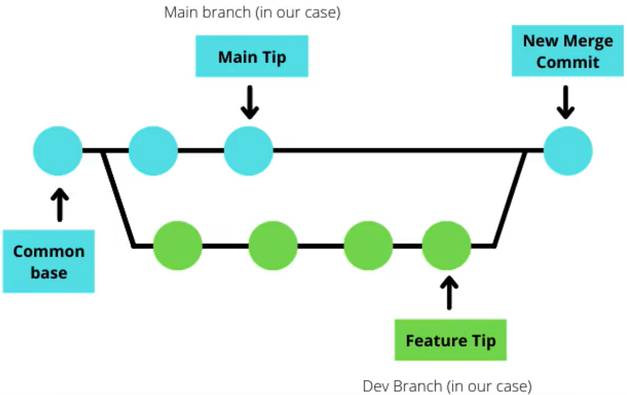 Main branch (in our case)
Main Tip
New Merge
Commit
Common
base
Feature Tip
Dev Branch (in our case)